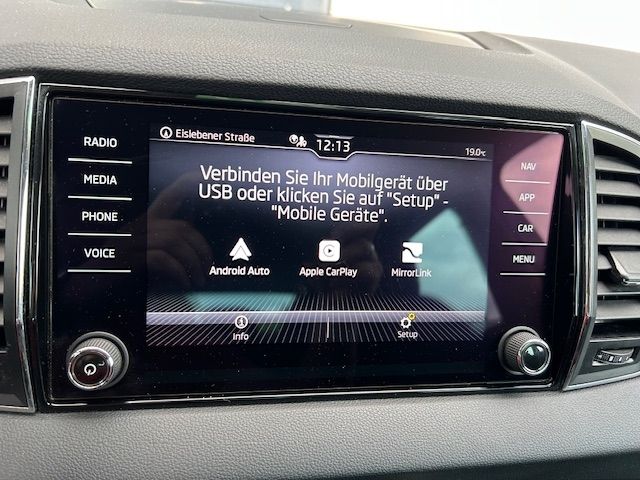 Eislebener Straße
12:13
19.0°C
RADIO
MEDIA
PHONE
VOICE
Verbinden Sie Ihr Mobilgerät über
USB oder klicken Sie auf "Setup" -
"Mobile Geräte".
Android Auto
Apple CarPlay
MirrorLink
Info
Setup
NAV
APP
CAR
MENU